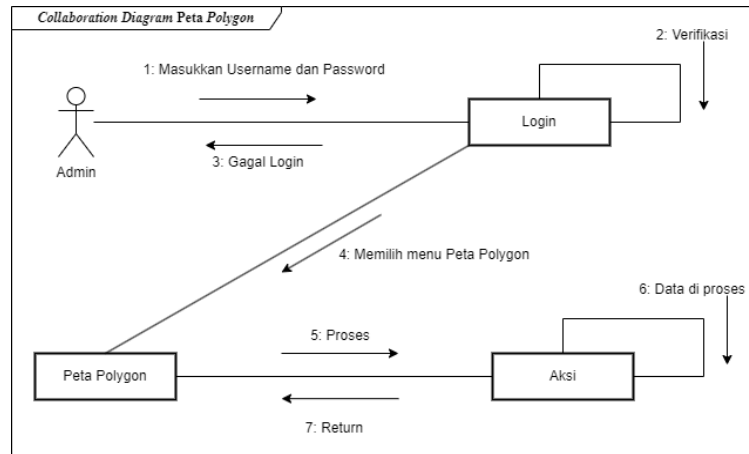 Collaboration Diagram Peta Polygon
2: Verifikasi
1: Masukkan Username dan Password
Login
3: Gagal Login
Admin
4: Memilih menu Peta Polygon
6: Data di proses
5: Proses
Peta Polygon
Aksi
7: Return